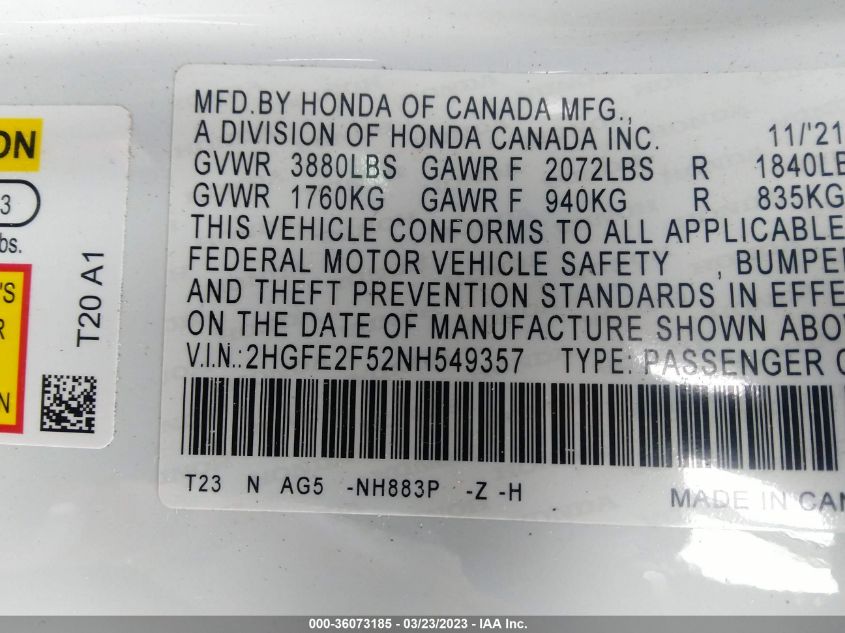 MFD.BY HONDA OF CANADA MFG.,
A DIVISION OF HONDA CANADA INC. 11/'21
GVWR 3880LBS GAWR F 2072LBS R 1840LB
GVWR 1760KG GAWR F 940KG R 835KG
THIS VEHICLE CONFORMS TO ALL APPLICABLE
FEDERAL MOTOR VEHICLE SAFETY , BUMPER
AND THEFT PREVENTION STANDARDS IN EFFE
ON THE DATE OF MANUFACTURE SHOWN ABO
V.I.N.:2HGFE2F52NH549357 TYPE: PASSENGER C
T23 N AG5 -NH883P -Z -H
MADE IN CAN
ON
3
bs.
'S
R
N
T20 A1
000-36073185 - 03/23/2023 - IAA Inc.